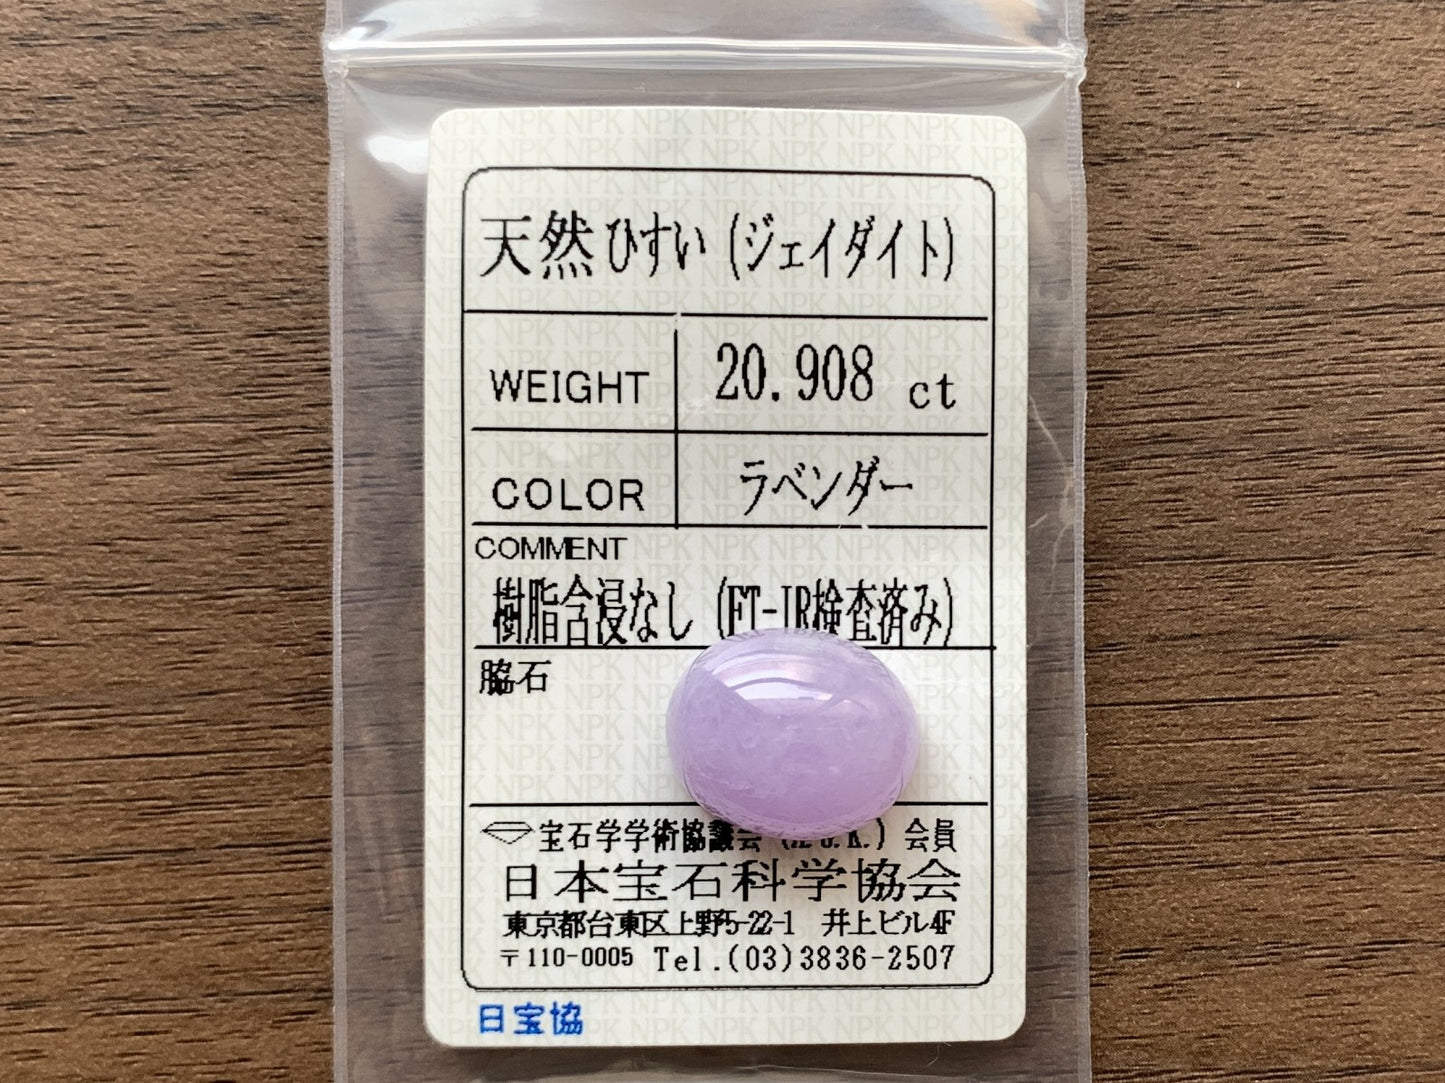 天然ひすい (ジェイダイト)
WEIGHT 20.908 ct
COLOR ラベンダー
COMMENT
樹脂含浸なし (FT-IR検査済み)
脇石
宝石学学術協議会 会員
日本宝石科学協会
東京都台東区上野5-22-1 井上ビル4F
〒110-0005 Tel.(03)3836-2507
日宝協